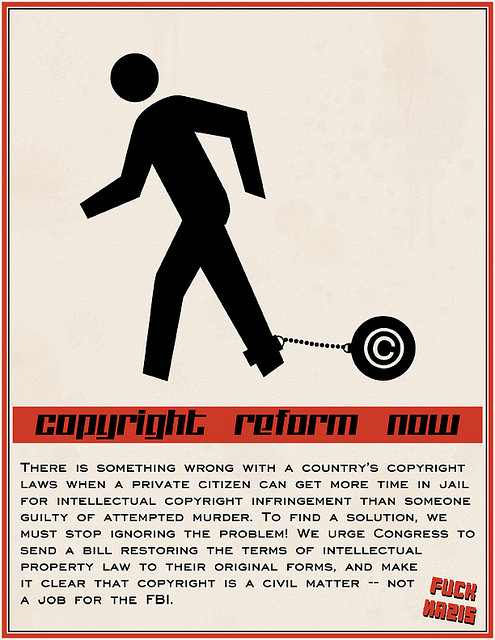 ©
copyright reform now
There is something wrong with a country's copyright
laws when a private citizen can get more time in jail
for intellectual copyright infringement than someone
guilty of attempted murder. To find a solution, we
must stop ignoring the problem! We urge Congress to
send a bill restoring the terms of intellectual
property law to their original forms, and make
it clear that copyright is a civil matter -- not
a job for the FBI.
FUCK
NAZIS